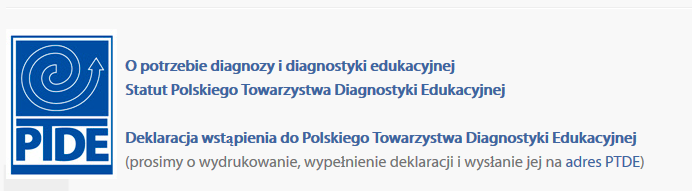 PTDE
O potrzebie diagnozy i diagnostyki edukacyjnej
Statut Polskiego Towarzystwa Diagnostyki Edukacyjnej
Deklaracja wstąpienia do Polskiego Towarzystwa Diagnostyki Edukacyjnej
(prosimy o wydrukowanie, wypełnienie deklaracji i wysłanie jej na adres PTDE)